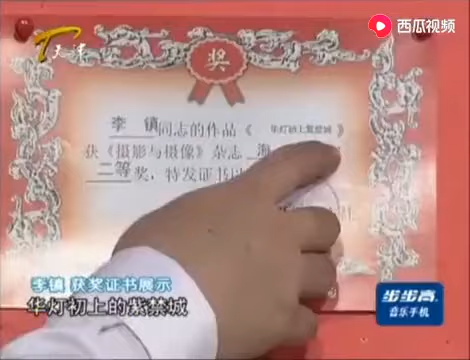 天津
西瓜视频
奖
李 镇同志的作品《 华灯初上紫禁城 》
获《摄影与摄像》杂志 海
二等奖，特发证书以
李镇 获奖证书展示
华灯初上的紫禁城
步步高
音乐手机